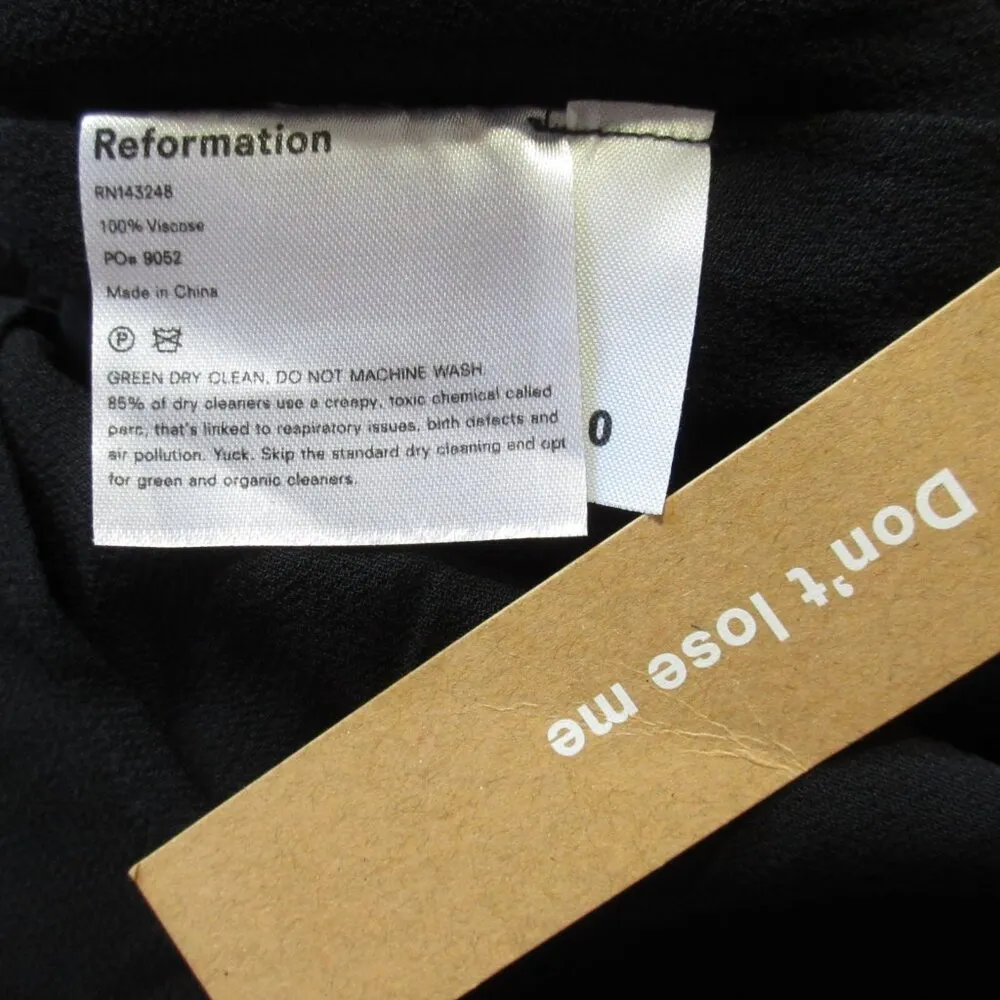 Reformation
RN143248
100% Viscose
PO# 9052
Made in China
P
GREEN DRY CLEAN. DO NOT MACHINE WASH
85% of dry cleaners use a creepy, toxic chemical called
perc, that's linked to respiratory issues, birth defects and
air pollution. Yuck. Skip the standard dry cleaning and opt
for green and organic cleaners.
0
Don't lose me